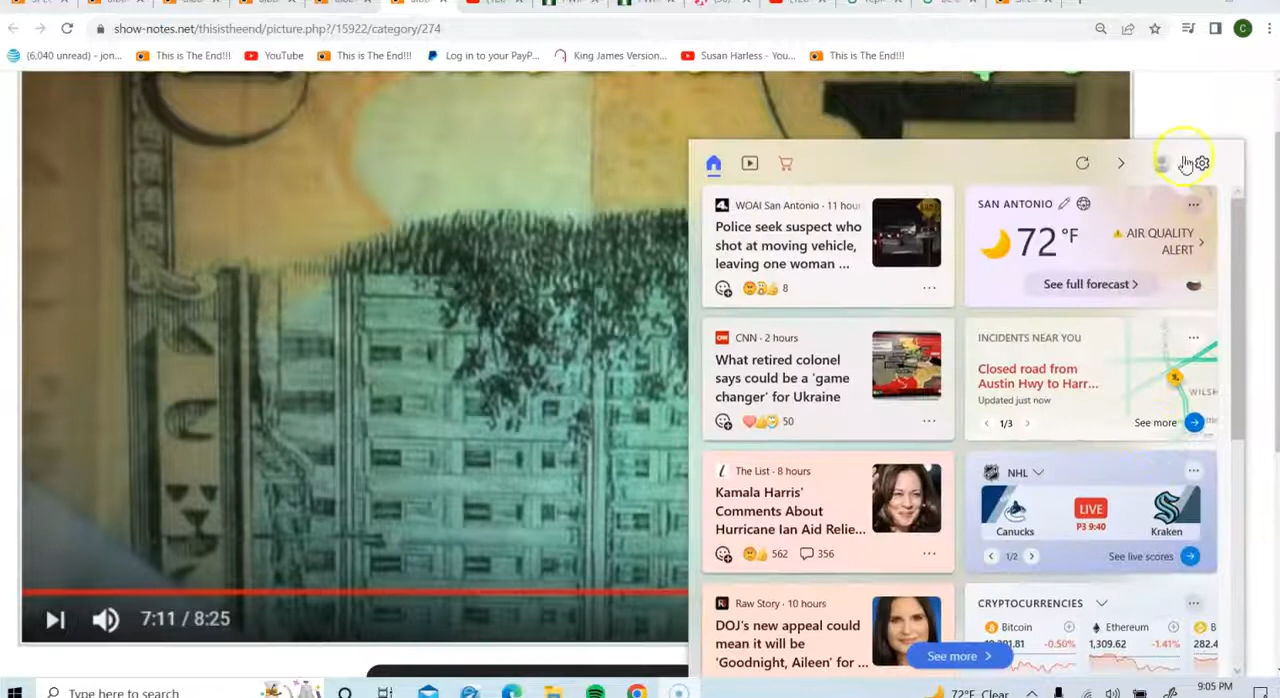 show-notes.net/thisistheend/picture.php?/15922/category/274
C
(6,040 unread) - jon...
This is The End!!!
YouTube
This is The End!!!
Log in to your PayP...
King James Version...
Susan Harless - You...
This is The End!!!
WOAI San Antonio · 11 hour
Police seek suspect who
shot at moving vehicle,
leaving one woman ...
8
SAN ANTONIO
72 °F
AIR QUALITY
ALERT
See full forecast
CNN · 2 hours
What retired colonel
says could be a 'game
changer' for Ukraine
50
INCIDENTS NEAR YOU
Closed road from
Austin Hwy to Harr...
Updated just now
1/3
See more
WILSH
The List · 8 hours
Kamala Harris'
Comments About
Hurricane Ian Aid Relie...
562
356
NHL
LIVE
P3 9:40
Canucks
Kraken
1/2
See live scores
Raw Story · 10 hours
DOJ's new appeal could
mean it will be
'Goodnight, Aileen' for ...
CRYPTOCURRENCIES
Bitcoin
Ethereum
B
-0.50%
1,309.62
-1.41%
282.4
See more
7:11 / 8:25
Type here to search
72°F Clear
9:05 PM